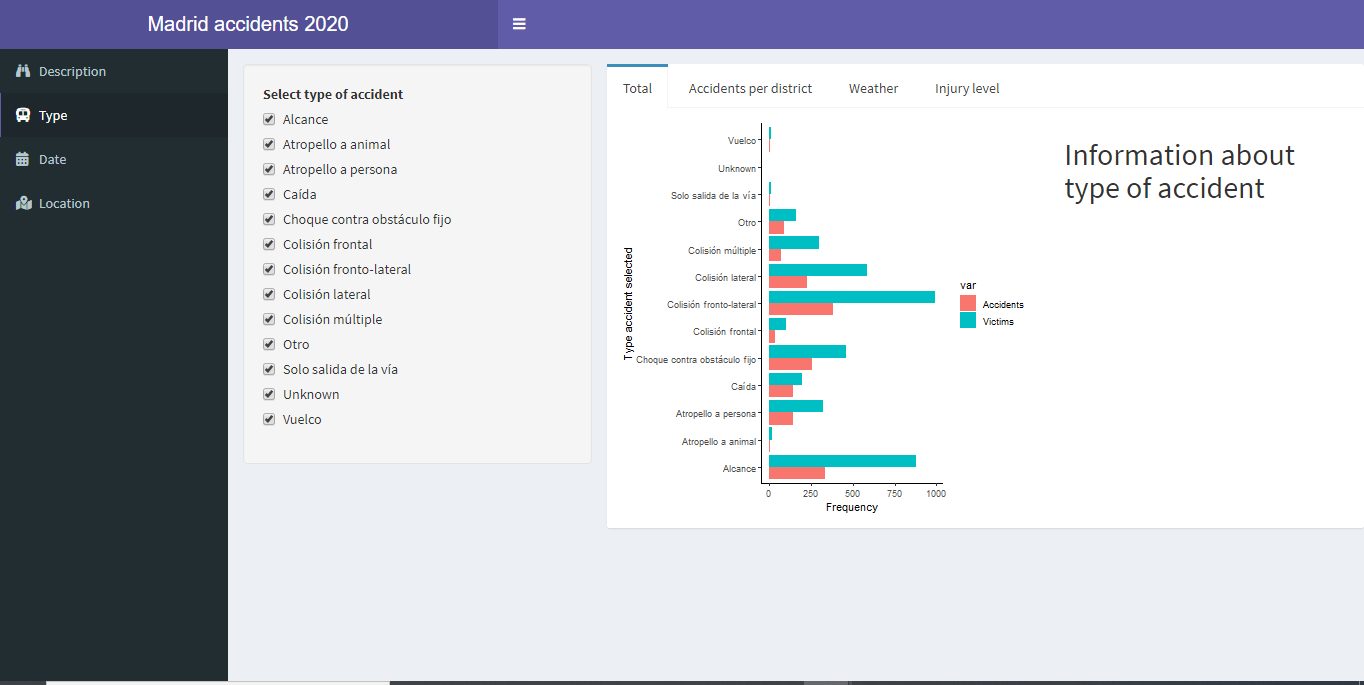 Madrid accidents 2020
Description
Type
Date
Location
Select type of accident
Alcance
Atropello a animal
Atropello a persona
Caída
Choque contra obstáculo fijo
Colisión frontal
Colisión fronto-lateral
Colisión lateral
Colisión múltiple
Otro
Solo salida de la vía
Unknown
Vuelco
Total Accidents per district Weather Injury level
Type accident selected
Vuelco
Unknown
Solo salida de la vía
Otro
Colisión múltiple
Colisión lateral
Colisión fronto-lateral
Colisión frontal
Choque contra obstáculo fijo
Caída
Atropello a persona
Atropello a animal
Alcance
0 250 500 750 1000
Frequency
var
Accidents
Victims
Information about
type of accident